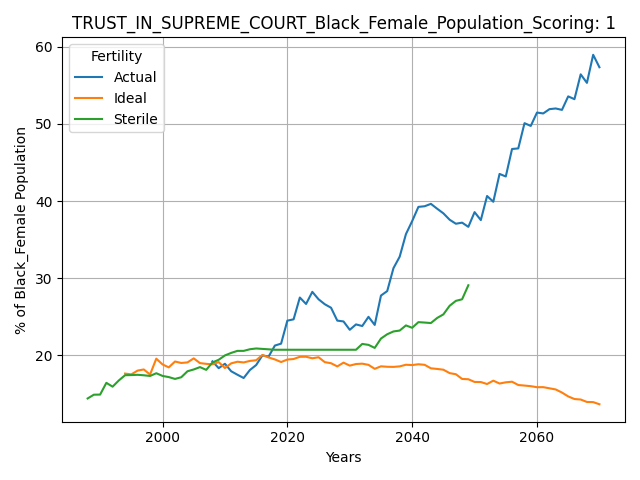 TRUST_IN_SUPREME_COURT_Black_Female_Population_Scoring: 1
Fertility
Actual
Ideal
Sterile
% of Black_Female Population
60
50
40
30
20
2000 2020 2040 2060
Years